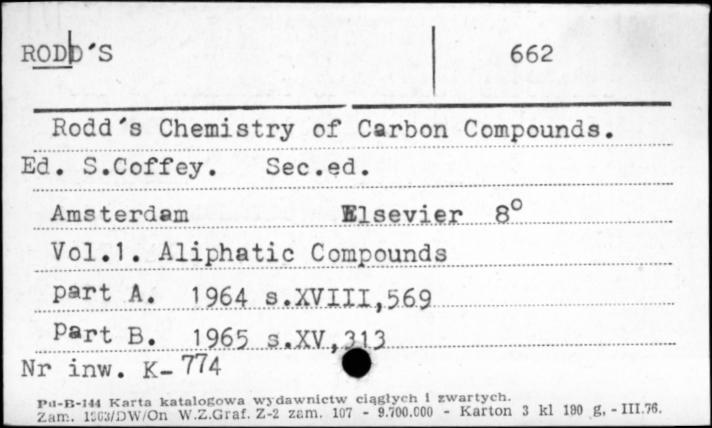 RODD'S 662
Rodd's Chemistry of Carbon Compounds.
Ed. S.Coffey. Sec.ed.
Amsterdam Elsevier 8°
Vol.1. Aliphatic Compounds
part A. 1964 s.XVIII,569
part B. 1965 s.XV,313
Nr inw. K-774
Pu-B-144 Karta katalogowa wydawnictw ciągłych i zwartych.
Zam. 1363/DW/On W.Z.Graf. Z-2 zam. 107 - 9.700.000 - Karton 3 kl 180 g, - III.76.